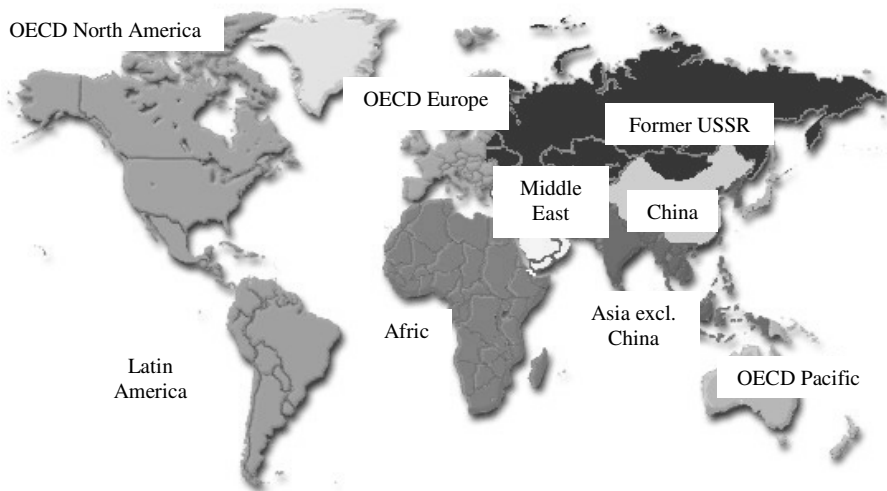 OECD North America
OECD Europe
Former USSR
Middle
East
China
Afric
Asia excl.
China
Latin
America
OECD Pacific